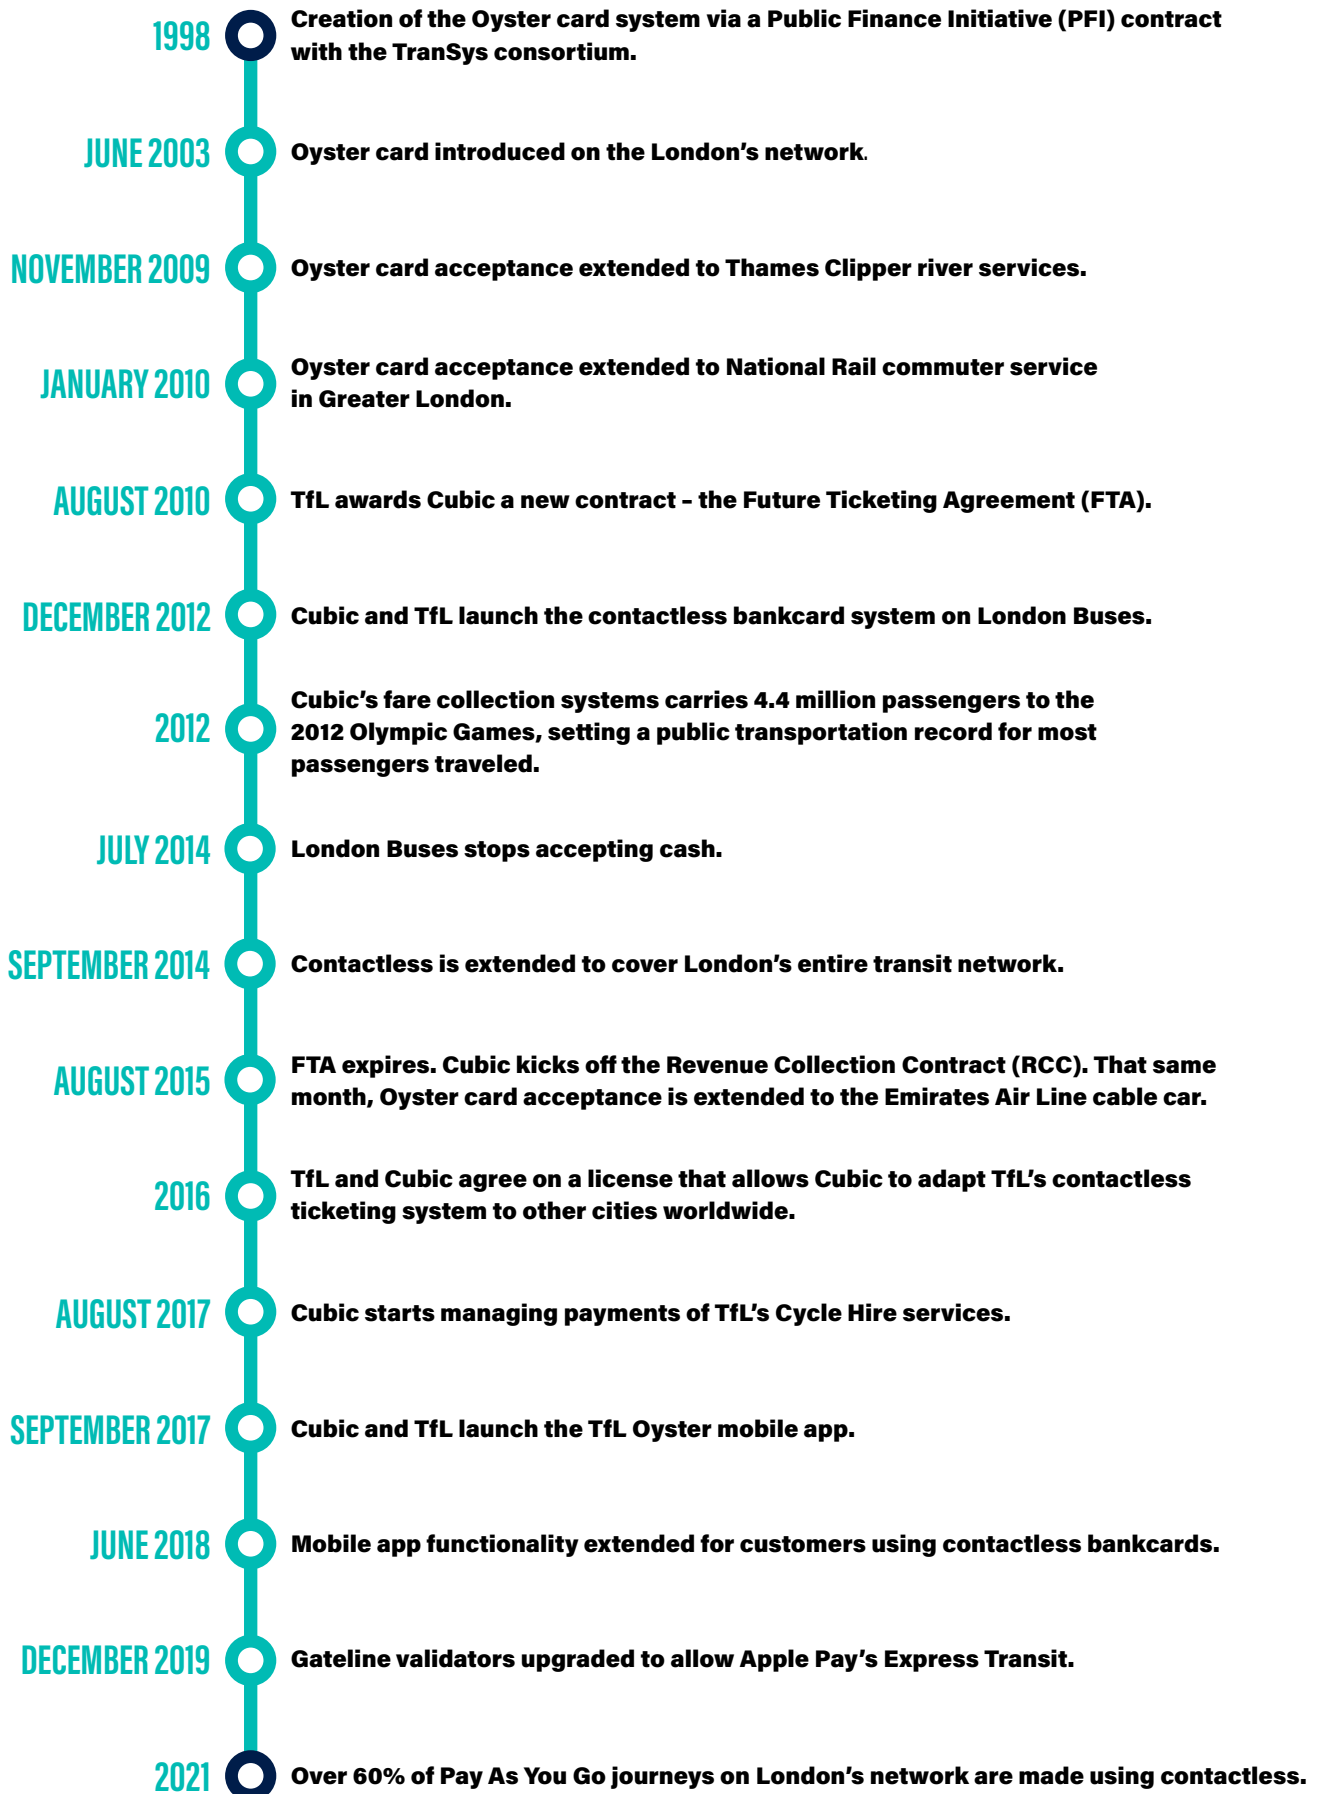 1998
Creation of the Oyster card system via a Public Finance Initiative (PFI) contract
with the TranSys consortium.
JUNE 2003
Oyster card introduced on the London’s network.
NOVEMBER 2009
Oyster card acceptance extended to Thames Clipper river services.
JANUARY 2010
Oyster card acceptance extended to National Rail commuter service
in Greater London.
AUGUST 2010
TfL awards Cubic a new contract – the Future Ticketing Agreement (FTA).
DECEMBER 2012
Cubic and TfL launch the contactless bankcard system on London Buses.
2012
Cubic’s fare collection systems carries 4.4 million passengers to the
2012 Olympic Games, setting a public transportation record for most
passengers traveled.
JULY 2014
London Buses stops accepting cash.
SEPTEMBER 2014
Contactless is extended to cover London’s entire transit network.
AUGUST 2015
FTA expires. Cubic kicks off the Revenue Collection Contract (RCC). That same
month, Oyster card acceptance is extended to the Emirates Air Line cable car.
2016
TfL and Cubic agree on a license that allows Cubic to adapt TfL’s contactless
ticketing system to other cities worldwide.
AUGUST 2017
Cubic starts managing payments of TfL’s Cycle Hire services.
SEPTEMBER 2017
Cubic and TfL launch the TfL Oyster mobile app.
JUNE 2018
Mobile app functionality extended for customers using contactless bankcards.
DECEMBER 2019
Gateline validators upgraded to allow Apple Pay’s Express Transit.
2021
Over 60% of Pay As You Go journeys on London’s network are made using contactless.